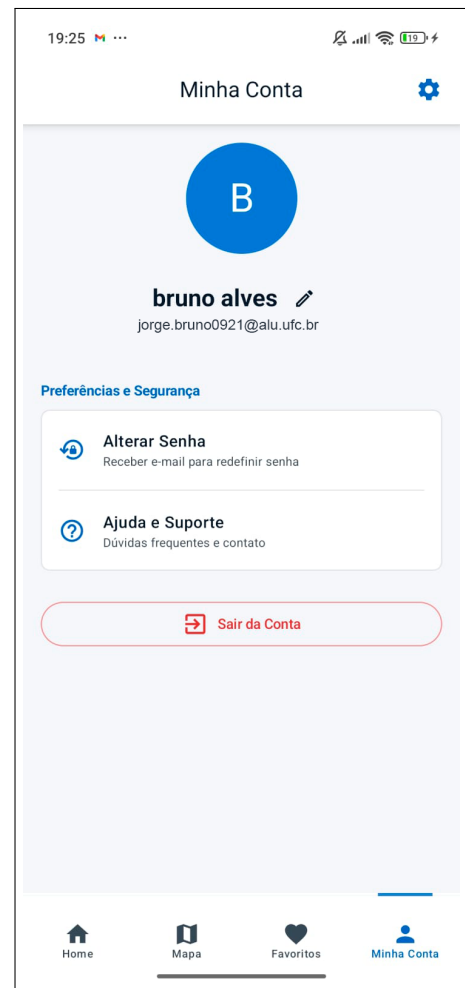 19:25 M ...
19
Minha Conta
B
bruno alves
jorge.bruno0921@alu.ufc.br
Preferências e Segurança
Alterar Senha
Receber e-mail para redefinir senha
Ajuda e Suporte
Dúvidas frequentes e contato
Sair da Conta
Home
Mapa
Favoritos
Minha Conta